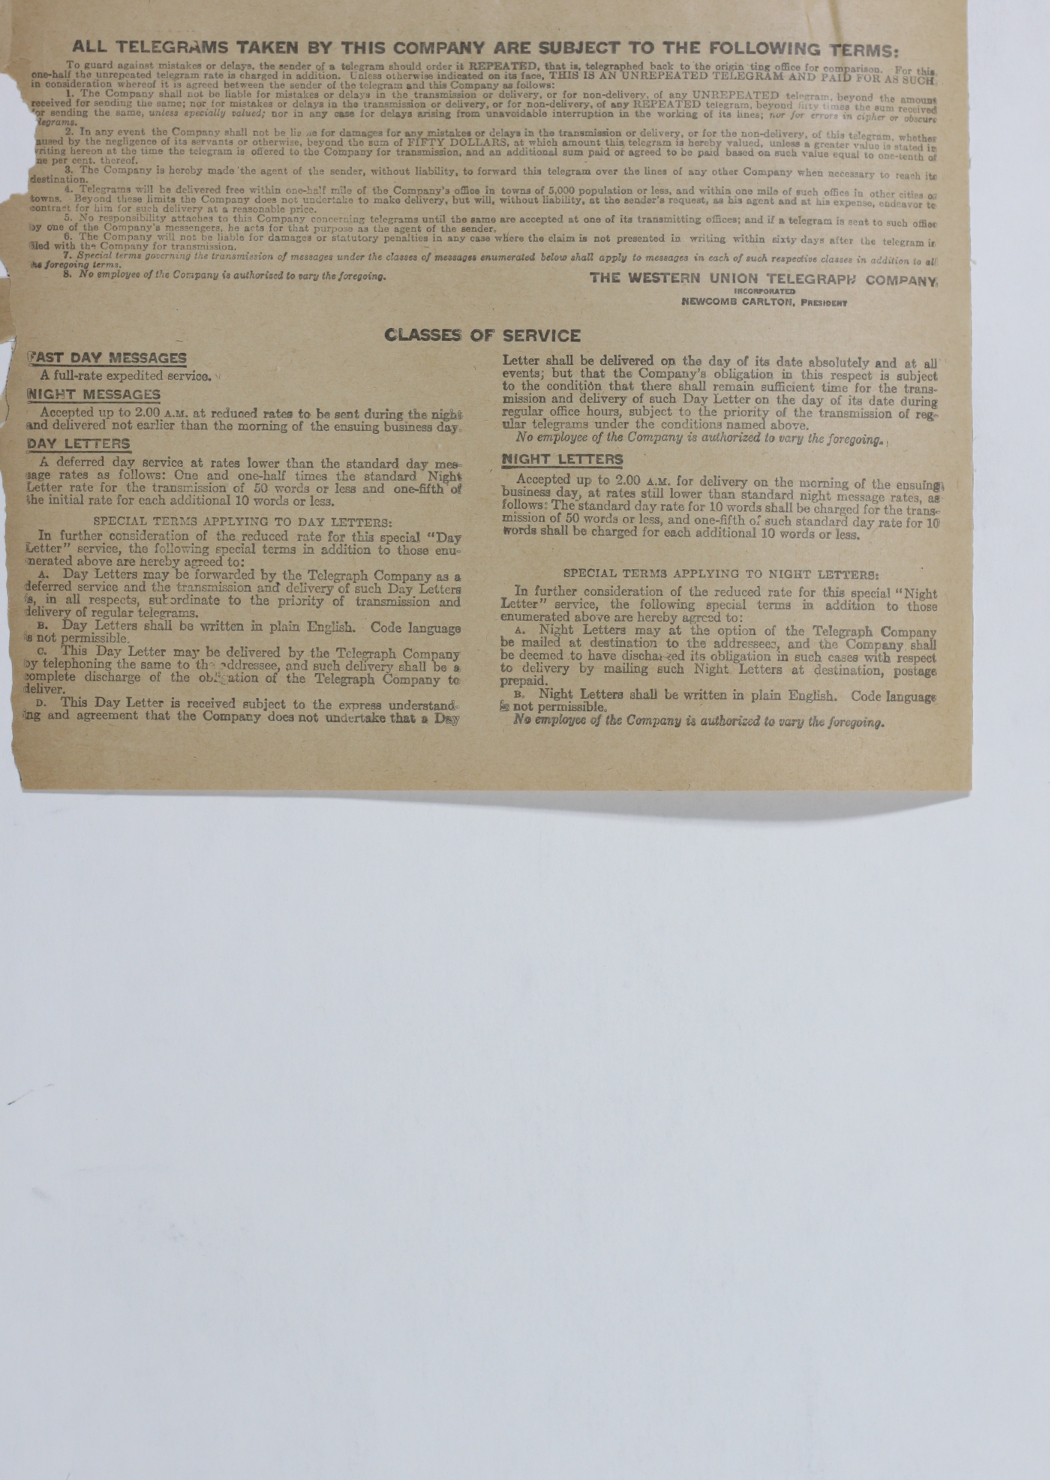 ALL TELEGRAMS TAKEN BY THIS COMPANY ARE SUBJECT TO THE FOLLOWING TERMS:
To guard against mistakes or delays, the sender of a telegram should order it REPEATED, that is, telegraphed back to the origin ting office for comparison. For this,
one-half the unrepeated telegram rate is charged in addition. Unless otherwise indicated on its face, THIS IS AN UNREPEATED TELEGRAM AND PAID FOR AS SUCH,
in consideration whereof it is agreed between the sender of the telegram and this Company as follows:
1. The Company shall not be liable for mistakes or delays in the transmission or delivery, or for non-delivery, of any UNREPEATED telegram, beyond the amount
received for sending the same; nor for mistakes or delays in the transmission or delivery, or for non-delivery, of any REPEATED telegram, beyond fifty times the sum received
for sending the same, unless specially valued; nor in any case for delays arising from unavoidable interruption in the working of its lines; nor for errors in cipher or obscure
elegrams.
2. In any event the Company shall not be liable for damages for any mistakes or delays in the transmission or delivery, or for the non-delivery, of this telegram, whether
aused by the negligence of its servants or otherwise, beyond the sum of FIFTY DOLLARS, at which amount this telegram is hereby valued, unless a greater value is stated in
writing hereon at the time the telegram is offered to the Company for transmission, and an additional sum paid or agreed to be paid based on such value equal to one-tenth of
ne per cent. thereof.
3. The Company is hereby made the agent of the sender, without liability, to forward this telegram over the lines of any other Company when necessary to reach its
destination.
4. Telegrams will be delivered free within one-half mile of the Company's office in towns of 5,000 population or less, and within one mile of such office in other cities or
towns. Beyond these limits the Company does not undertake to make delivery, but will, without liability, at the sender's request, as his agent and at his expense, endeavor to
contract for him for such delivery at a reasonable price.
5. No responsibility attaches to this Company concerning telegrams until the same are accepted at one of its transmitting offices; and if a telegram is sent to such office
by one of the Company's messengers, he acts for that purpose as the agent of the sender.
6. The Company will not be liable for damages or statutory penalties in any case where the claim is not presented in writing within sixty days after the telegram is
filed with the Company for transmission.
7. Special terms governing the transmission of messages under the classes of messages enumerated below shall apply to messages in each of such respective classes in addition to all
he foregoing terms.
8. No employee of the Company is authorized to vary the foregoing.
THE WESTERN UNION TELEGRAPH COMPANY,
INCORPORATED
NEWCOMB CARLTON, PRESIDENT
CLASSES OF SERVICE
FAST DAY MESSAGES
A full-rate expedited service.
NIGHT MESSAGES
Accepted up to 2.00 A.M. at reduced rates to be sent during the night
and delivered not earlier than the morning of the ensuing business day.
DAY LETTERS
A deferred day service at rates lower than the standard day mes-
sage rates as follows: One and one-half times the standard Night
Letter rate for the transmission of 50 words or less and one-fifth of
the initial rate for each additional 10 words or less.
SPECIAL TERMS APPLYING TO DAY LETTERS:
In further consideration of the reduced rate for this special "Day
Letter" service, the following special terms in addition to those enu-
merated above are hereby agreed to:
A. Day Letters may be forwarded by the Telegraph Company as a
deferred service and the transmission and delivery of such Day Letters
is, in all respects, subordinate to the priority of transmission and
delivery of regular telegrams.
B. Day Letters shall be written in plain English. Code language
is not permissible.
C. This Day Letter may be delivered by the Telegraph Company
by telephoning the same to the addressee, and such delivery shall be a
complete discharge of the obligation of the Telegraph Company to
deliver.
D. This Day Letter is received subject to the express understand-
ing and agreement that the Company does not undertake that a Day
Letter shall be delivered on the day of its date absolutely and at all
events; but that the Company's obligation in this respect is subject
to the condition that there shall remain sufficient time for the trans-
mission and delivery of such Day Letter on the day of its date during
regular office hours, subject to the priority of the transmission of reg-
ular telegrams under the conditions named above.
No employee of the Company is authorized to vary the foregoing.
NIGHT LETTERS
Accepted up to 2.00 A.M. for delivery on the morning of the ensuing
business day, at rates still lower than standard night message rates, as
follows: The standard day rate for 10 words shall be charged for the trans-
mission of 50 words or less, and one-fifth of such standard day rate for 10
words shall be charged for each additional 10 words or less.
SPECIAL TERMS APPLYING TO NIGHT LETTERS:
In further consideration of the reduced rate for this special "Night
Letter" service, the following special terms in addition to those
enumerated above are hereby agreed to:
A. Night Letters may at the option of the Telegraph Company
be mailed at destination to the addressees, and the Company shall
be deemed to have discharged its obligation in such cases with respect
to delivery by mailing such Night Letters at destination, postage
prepaid.
B. Night Letters shall be written in plain English. Code language
is not permissible.
No employee of the Company is authorized to vary the foregoing.